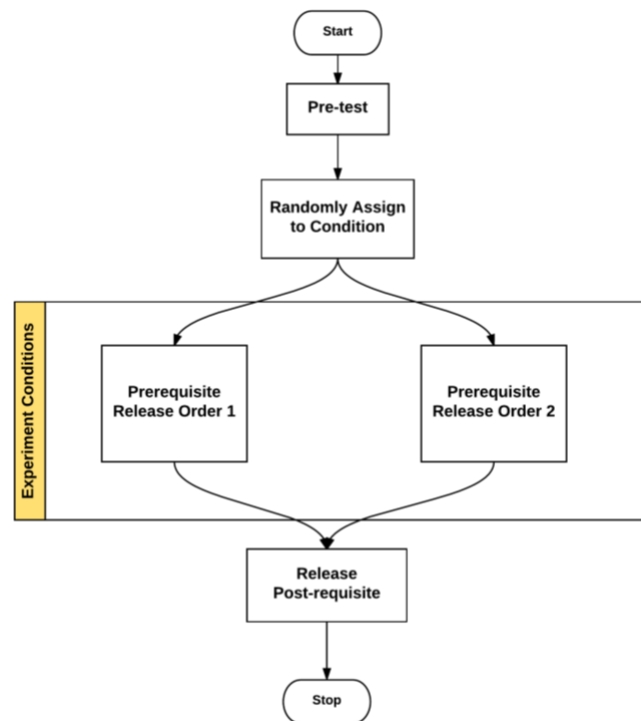 Start
Pre-test
Randomly Assign
to Condition
Experiment Conditions
Prerequisite
Release Order 1
Prerequisite
Release Order 2
Release
Post-requisite
Stop